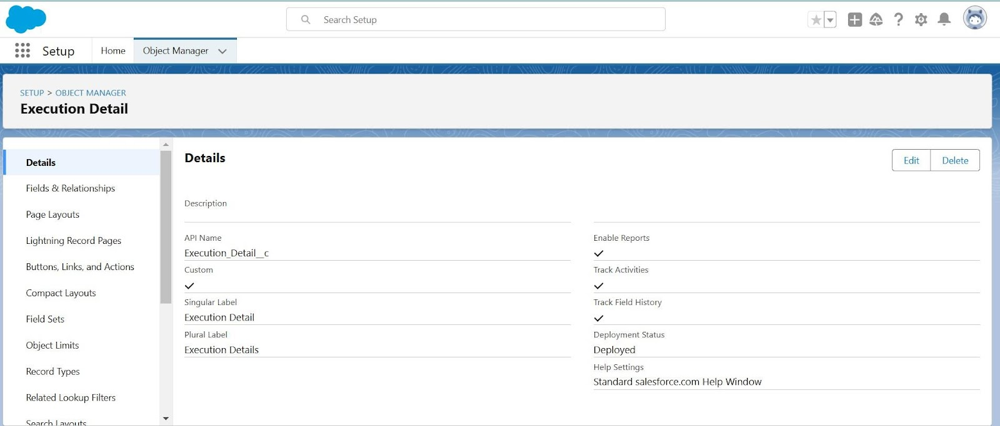 Search Setup
Setup
Home
Object Manager
SETUP > OBJECT MANAGER
Execution Detail
Details
Fields & Relationships
Page Layouts
Lightning Record Pages
Buttons, Links, and Actions
Compact Layouts
Field Sets
Object Limits
Record Types
Related Lookup Filters
Search Layouts
Details
Edit
Delete
Description
API Name
Execution_Detail__c
Custom
Singular Label
Execution Detail
Plural Label
Execution Details
Enable Reports
Track Activities
Track Field History
Deployment Status
Deployed
Help Settings
Standard salesforce.com Help Window